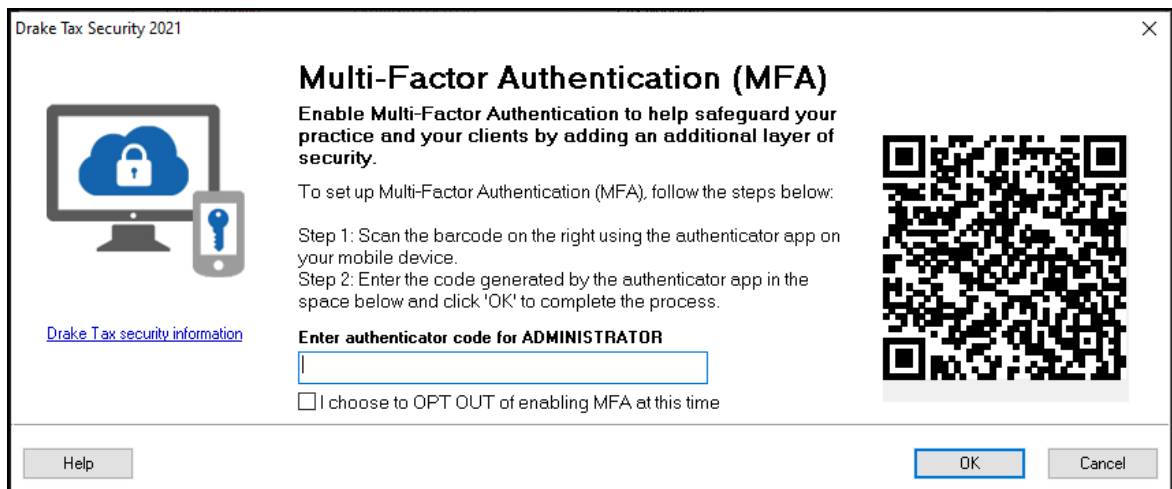 Drake Tax Security 2021
Multi-Factor Authentication (MFA)
Enable Multi-Factor Authentication to help safeguard your
practice and your clients by adding an additional layer of
security.
To set up Multi-Factor Authentication (MFA), follow the steps below:
Step 1: Scan the barcode on the right using the authenticator app on
your mobile device.
Step 2: Enter the code generated by the authenticator app in the
space below and click 'OK' to complete the process.
Drake Tax security information
Enter authenticator code for ADMINISTRATOR
I choose to OPT OUT of enabling MFA at this time
Help
OK
Cancel